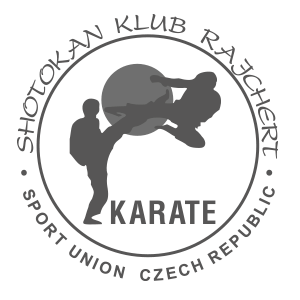 SHOTOKAN KLUB RAJCHERT
KARATE
• SPORT UNION CZECH REPUBLIC •